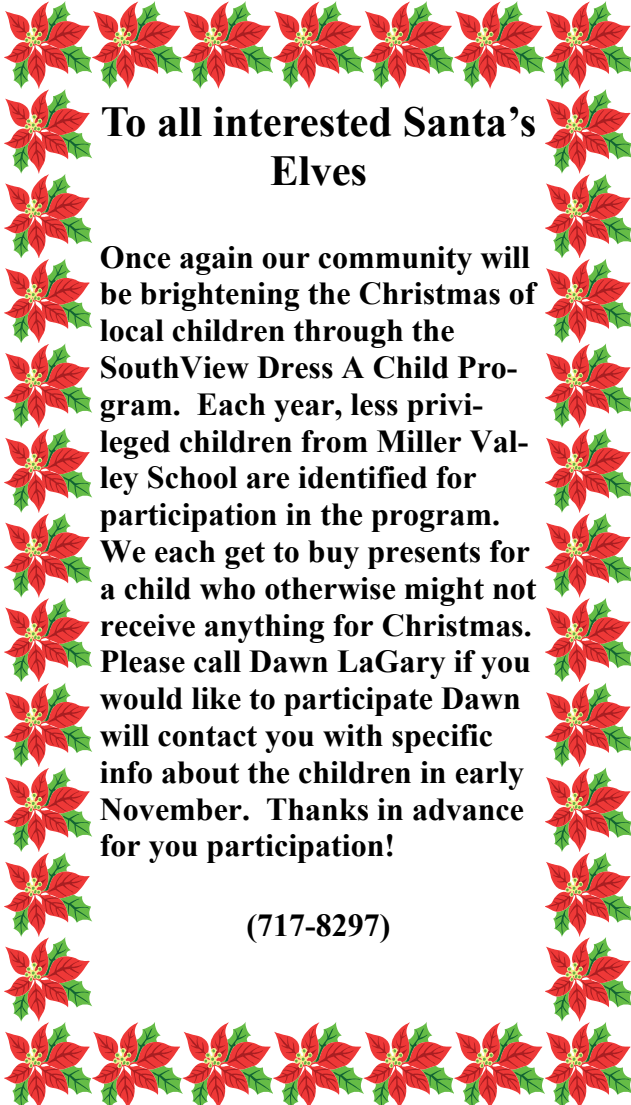 To all interested Santa’s
Elves
Once again our community will
be brightening the Christmas of
local children through the
SouthView Dress A Child Pro-
gram.  Each year, less privi-
leged children from Miller Val-
ley School are identified for
participation in the program.
We each get to buy presents for
a child who otherwise might not
receive anything for Christmas.
Please call Dawn LaGary if you
would like to participate Dawn
will contact you with specific
info about the children in early
November.  Thanks in advance
for you participation!
(717-8297)